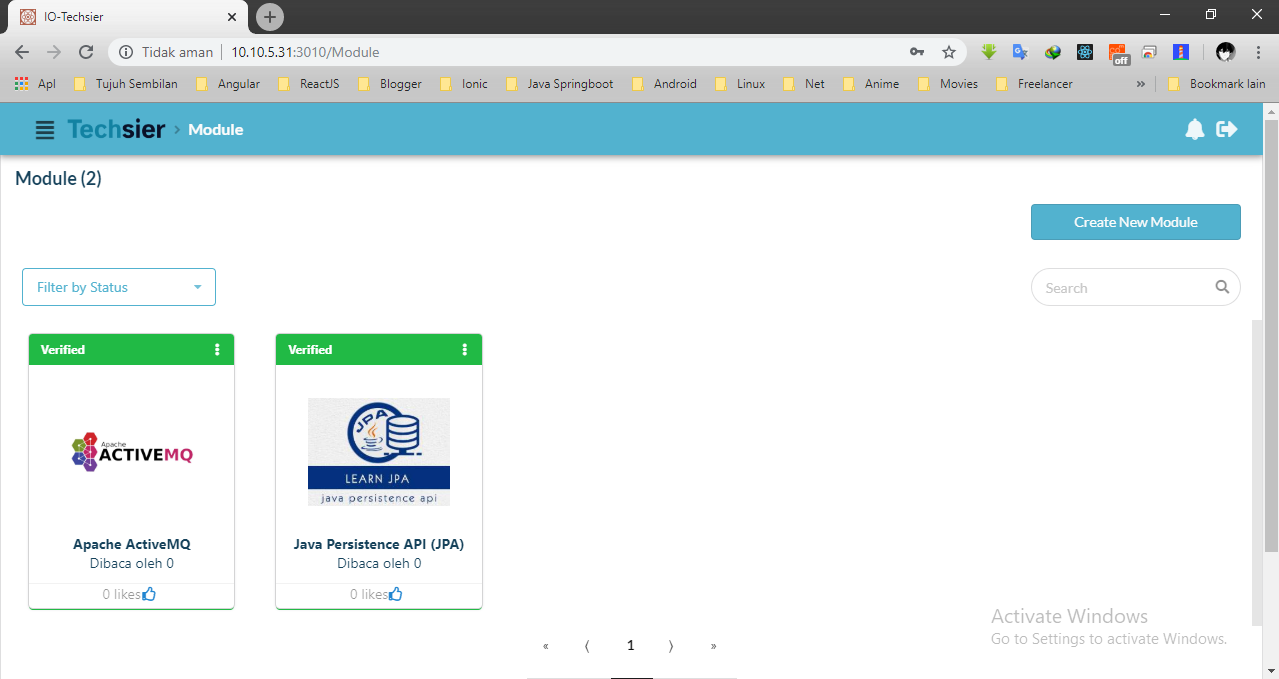 IO-Techsier
Tidak aman
10.10.5.31:3010/Module
off
Apl
Tujuh Sembilan
Angular
ReactJS
Blogger
Ionic
Java Springboot
Android
Linux
Net
Anime
Movies
Freelancer
»
Bookmark lain
Techsier › Module
Module (2)
Create New Module
Filter by Status
Search
Verified
Apache
ACTIVEMQ
Apache ActiveMQ
Dibaca oleh 0
0 likes
Verified
JPA
LEARN JPA
java persistence api
Java Persistence API (JPA)
Dibaca oleh 0
0 likes
Activate Windows
Go to Settings to activate Windows.
« ⟨ 1 ⟩ »